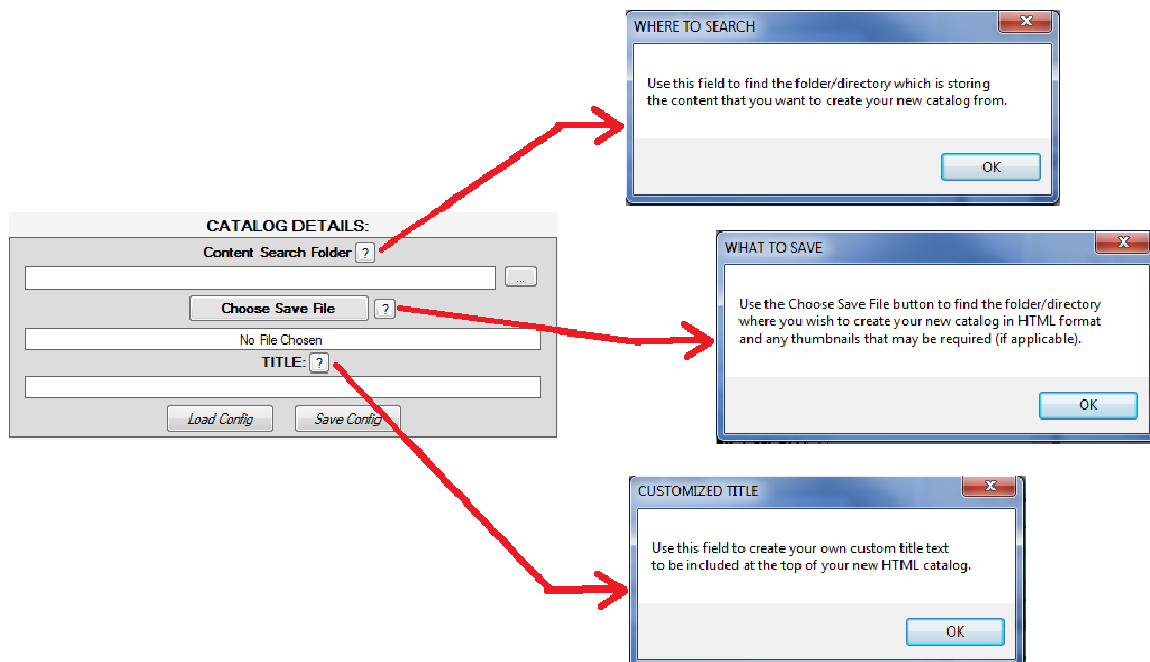 CATALOG DETAILS:
Content Search Folder ?
...
Choose Save File ?
No File Chosen
TITLE: ?
Load Config Save Config
WHERE TO SEARCH
Use this field to find the folder/directory which is storing
the content that you want to create your new catalog from.
OK
WHAT TO SAVE
Use the Choose Save File button to find the folder/directory
where you wish to create your new catalog in HTML format
and any thumbnails that may be required (if applicable).
OK
CUSTOMIZED TITLE
Use this field to create your own custom title text
to be included at the top of your new HTML catalog.
OK